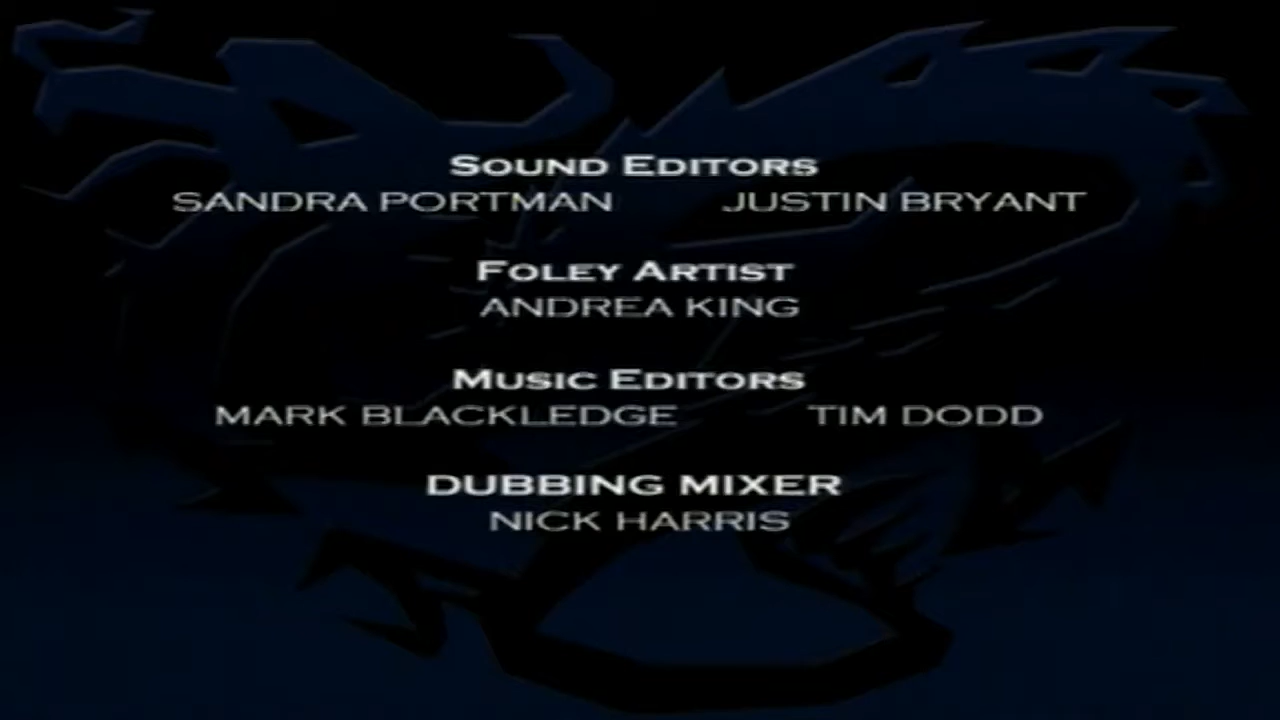 Sound Editors
SANDRA PORTMAN JUSTIN BRYANT
Foley Artist
ANDREA KING
Music Editors
MARK BLACKLEDGE TIM DODD
DUBBING MIXER
NICK HARRIS